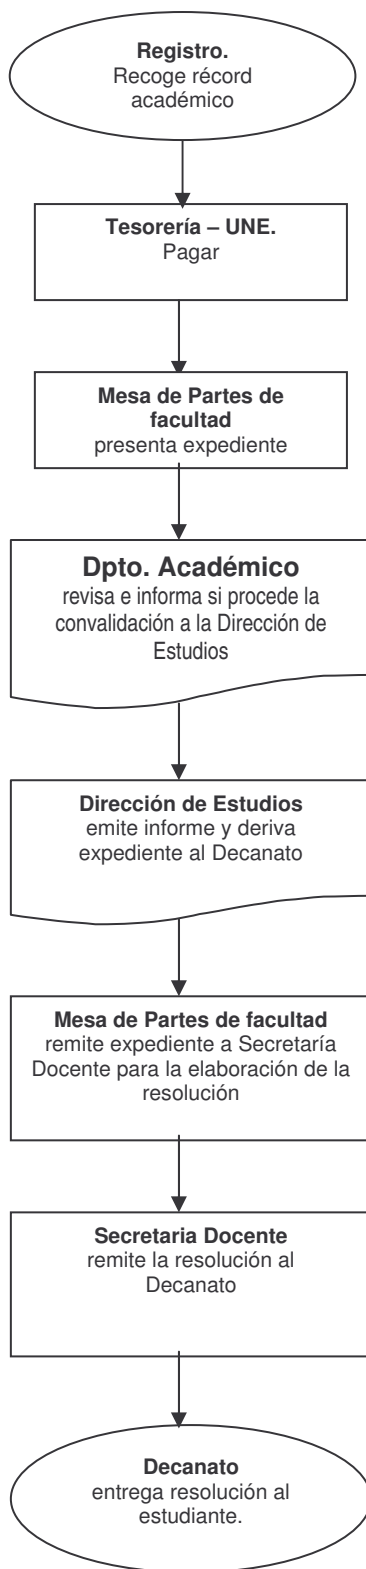 Registro.
Recoge récord
académico
Tesorería – UNE.
Pagar
Mesa de Partes de
facultad
presenta expediente
Dpto. Académico
revisa e informa si procede la
convalidación a la Dirección de
Estudios
Dirección de Estudios
emite informe y deriva
expediente al Decanato
Mesa de Partes de facultad
remite expediente a Secretaría
Docente para la elaboración de la
resolución
Secretaria Docente
remite la resolución al
Decanato
Decanato
entrega resolución al
estudiante.